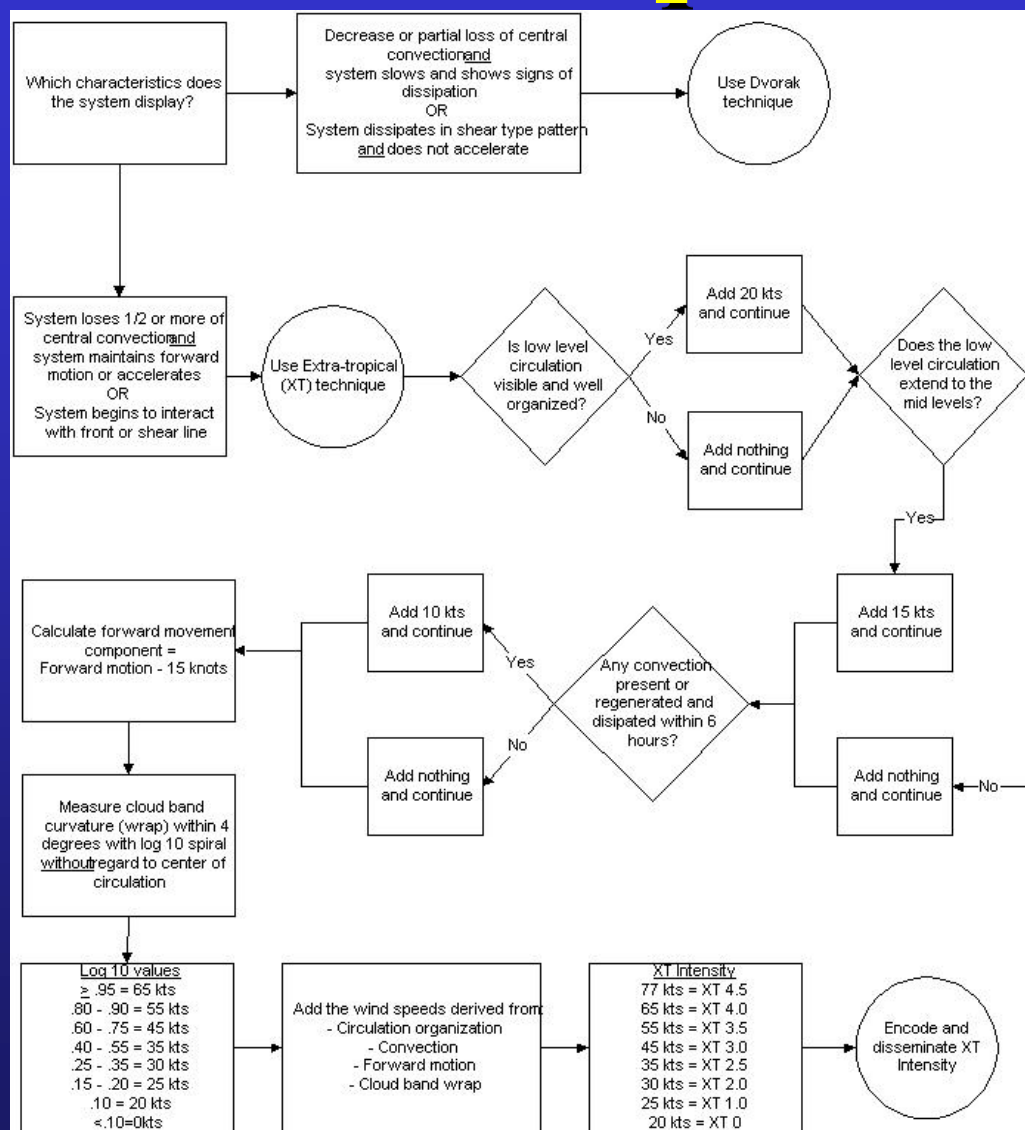 Which characteristics does
the system display?
Decrease or partial loss of central
convection and
system slows and shows signs of
dissipation
OR
System dissipates in shear type pattern
and does not accelerate
Use Dvorak
technique
System loses 1/2 or more of
central convection and
system maintains forward
motion or accelerates
OR
System begins to interact
with front or shear line
Use Extra-tropical
(XT) technique
Is low level
circulation
visible and well
organized?
Yes
No
Add 20 kts
and continue
Add nothing
and continue
Does the low
level circulation
extend to the
mid levels?
Yes
No
Add 15 kts
and continue
Add nothing
and continue
Any convection
present or
regenerated and
disipated within 6
hours?
Yes
No
Add 10 kts
and continue
Add nothing
and continue
Calculate forward movement
component =
Forward motion - 15 knots
Measure cloud band
curvature (wrap) within 4
degrees with log 10 spiral
without regard to center of
circulation
Log 10 values
≥ .95 = 65 kts
.80 - .90 = 55 kts
.60 - .75 = 45 kts
.40 - .55 = 35 kts
.25 - .35 = 30 kts
.15 - .20 = 25 kts
.10 = 20 kts
<.10=0kts
Add the wind speeds derived from:
- Circulation organization
- Convection
- Forward motion
- Cloud band wrap
XT Intensity
77 kts = XT 4.5
65 kts = XT 4.0
55 kts = XT 3.5
45 kts = XT 3.0
35 kts = XT 2.5
30 kts = XT 2.0
25 kts = XT 1.0
20 kts = XT 0
Encode and
disseminate XT
Intensity